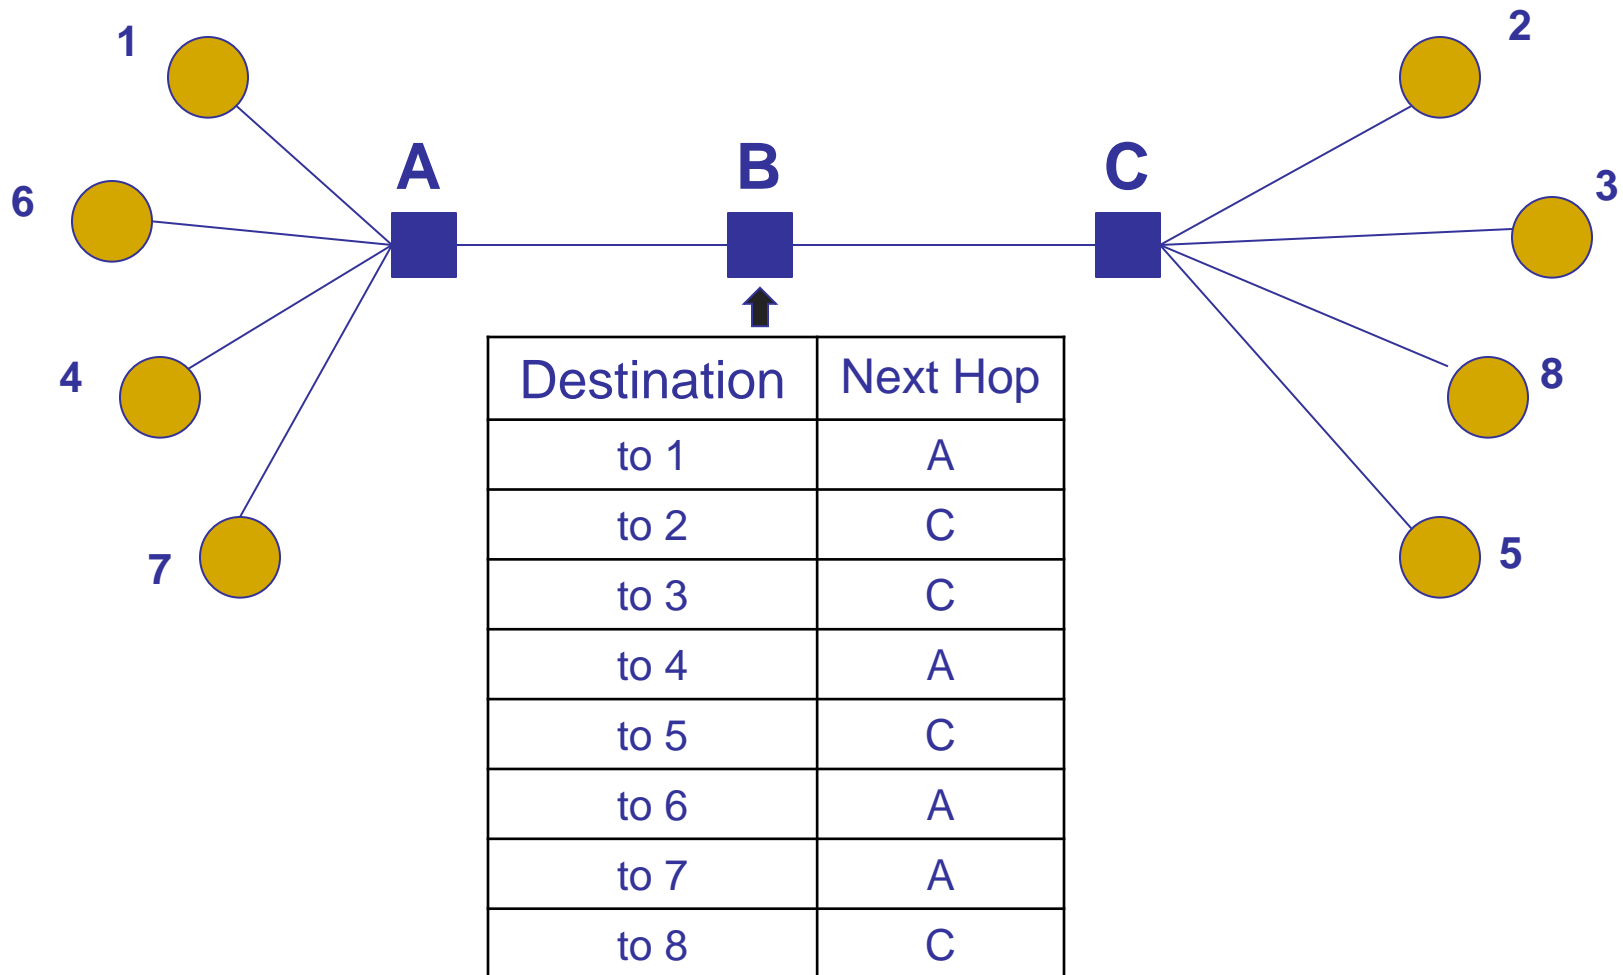 1
2
A
B
C
6
3
4
8
7
5
Destination Next Hop
to 1 A
to 2 C
to 3 C
to 4 A
to 5 C
to 6 A
to 7 A
to 8 C